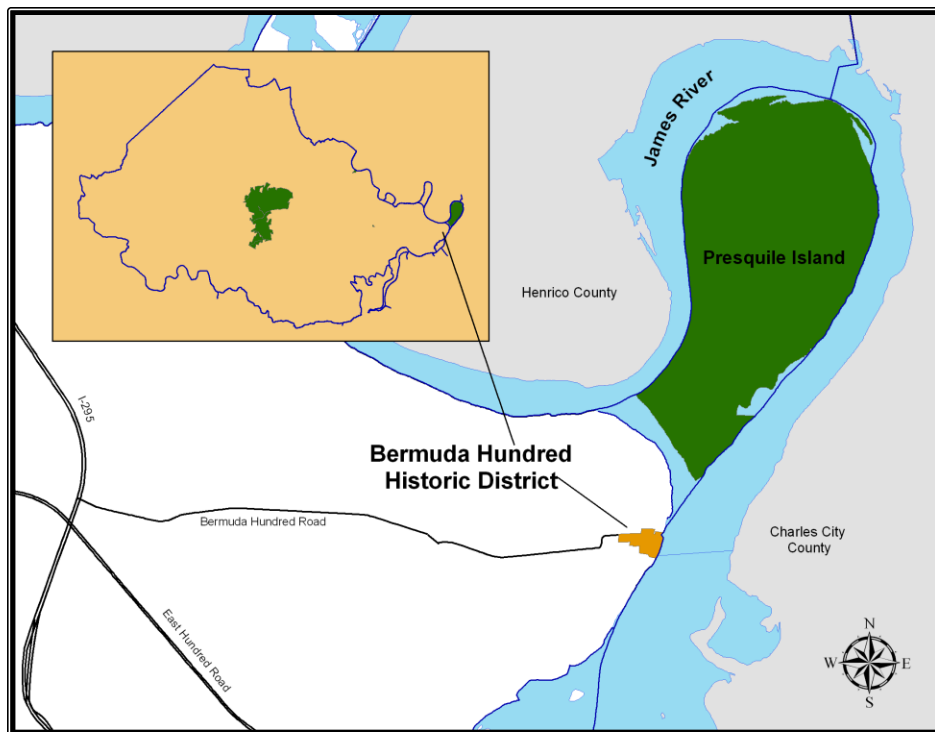 James River
Presquile Island
Henrico County
I-295
Bermuda Hundred
Historic District
Bermuda Hundred Road
Charles City
County
East Hundred Road
N
W
E
S